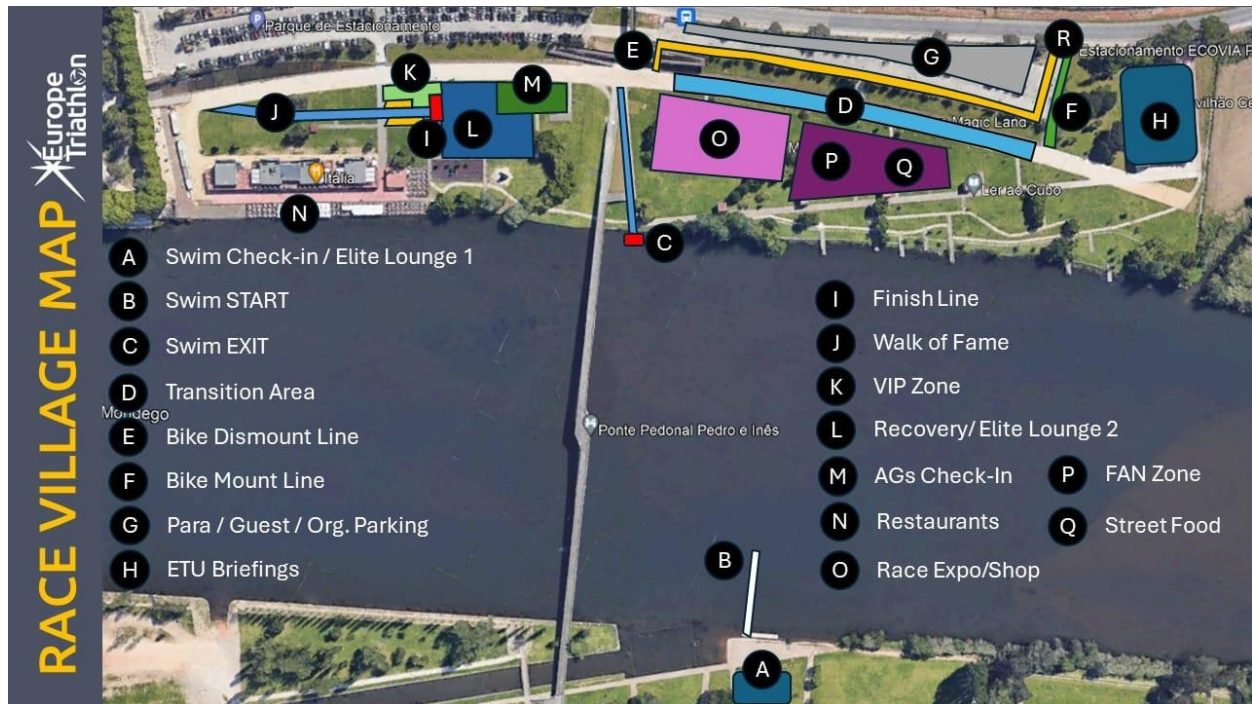 RACE VILLAGE MAP
Europe
Triathlon
Parque de Estacionamento
P
K
M
E
G
R
Estacionamento ECOVIA P
J
D
F
I
L
Magic Land
H
O
P
Q
Itália
Ler ao Cubo
N
C
A Swim Check-in / Elite Lounge 1
B Swim START
C Swim EXIT
D Transition Area
Mondego
E Bike Dismount Line
F Bike Mount Line
G Para / Guest / Org. Parking
H ETU Briefings
Ponte Pedonal Pedro e Inês
I Finish Line
J Walk of Fame
K VIP Zone
L Recovery/ Elite Lounge 2
M AGs Check-In
N Restaurants
O Race Expo/Shop
P FAN Zone
Q Street Food
B
A